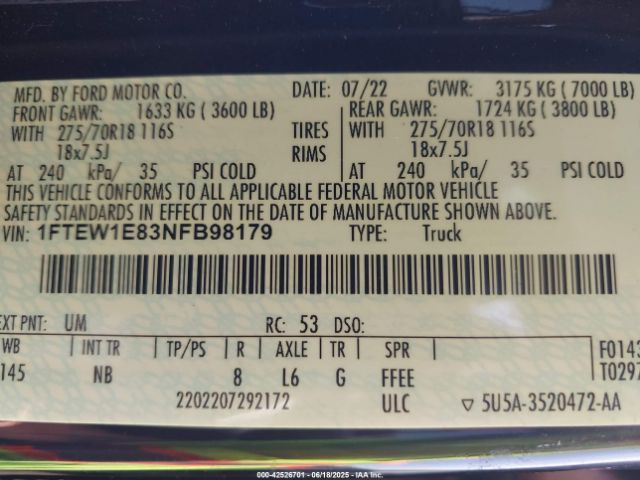 MFD. BY FORD MOTOR CO. DATE: 07/22 GVWR: 3175 KG ( 7000 LB)
FRONT GAWR: 1633 KG ( 3600 LB) REAR GAWR: 1724 KG ( 3800 LB)
WITH 275/70R18 116S TIRES WITH 275/70R18 116S
18x7.5J RIMS 18x7.5J
AT 240 kPa/ 35 PSI COLD AT 240 kPa/ 35 PSI COLD
THIS VEHICLE CONFORMS TO ALL APPLICABLE FEDERAL MOTOR VEHICLE
SAFETY STANDARDS IN EFFECT ON THE DATE OF MANUFACTURE SHOWN ABOVE.
VIN: 1FTEW1E83NFB98179 TYPE: Truck
EXT PNT: UM RC: 53 DSO:
WB INT TR TP/PS R AXLE TR SPR F0143
145 NB 8 L6 G FFEE T0297
2202207292172 ULC ▽ 5U5A-3520472-AA
000-42526701 - 06/18/2025 - IAA Inc.